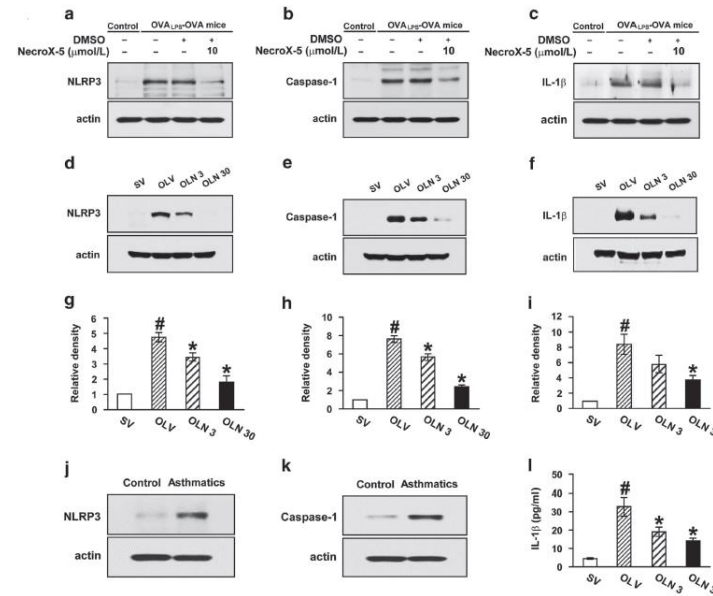 a
Control OVALPS-OVA mice
DMSO – – + +
NecroX-5 (μmol/L) – – – 10
NLRP3
actin
b
Control OVALPS-OVA mice
DMSO – – + +
NecroX-5 (μmol/L) – – – 10
Caspase-1
actin
c
Control OVALPS-OVA mice
DMSO – – + +
NecroX-5 (μmol/L) – – – 10
IL-1β
actin
d
SV OLV OLN 3 OLN 30
NLRP3
actin
e
SV OLV OLN 3 OLN 30
Caspase-1
actin
f
SV OLV OLN 3 OLN 30
IL-1β
actin
g
Relative density
6
5
4
3
2
1
0
# * *
SV OLV OLN 3 OLN 30
h
Relative density
10
8
6
4
2
0
# * *
SV OLV OLN 3 OLN 30
i
Relative density
12
10
8
6
4
2
0
# *
SV OLV OLN 3 OLN 30
j
Control Asthmatics
NLRP3
actin
k
Control Asthmatics
Caspase-1
actin
l
IL-1β (pg/ml)
50
40
30
20
10
0
# * *
SV OLV OLN 3 OLN 3